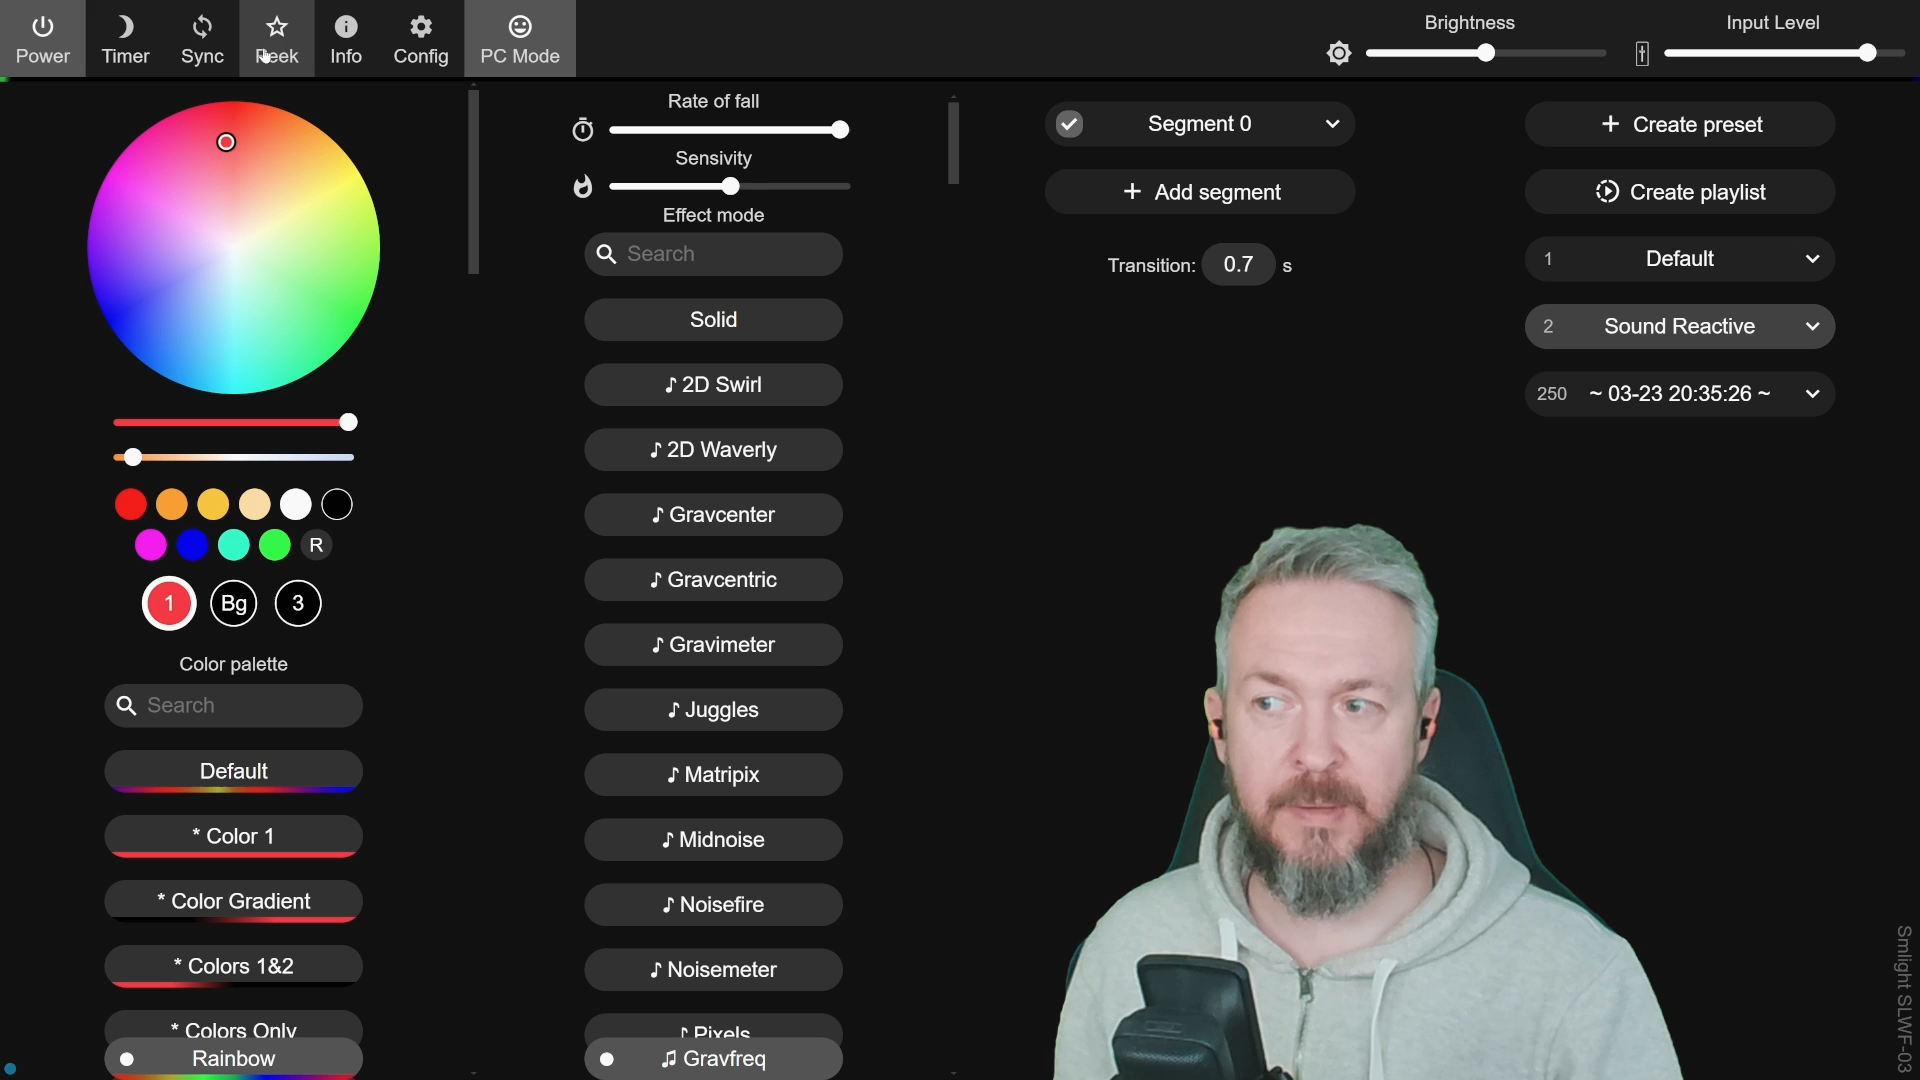 Power
Timer
Sync
Peek
Info
Config
PC Mode
Brightness
Input Level
R
1
Bg
3
Color palette
Search
Default
* Color 1
* Color Gradient
* Colors 1&2
* Colors Only
Rainbow
Rate of fall
Sensivity
Effect mode
Search
Solid
♪ 2D Swirl
♪ 2D Waverly
♪ Gravcenter
♪ Gravcentric
♪ Gravimeter
♪ Juggles
♪ Matripix
♪ Midnoise
♪ Noisefire
♪ Noisemeter
♪ Pixels
♫ Gravfreq
Segment 0
+ Add segment
Transition: 0.7 s
+ Create preset
Create playlist
1 Default
2 Sound Reactive
250 ~ 03-23 20:35:26 ~
Smlight SLWF-03